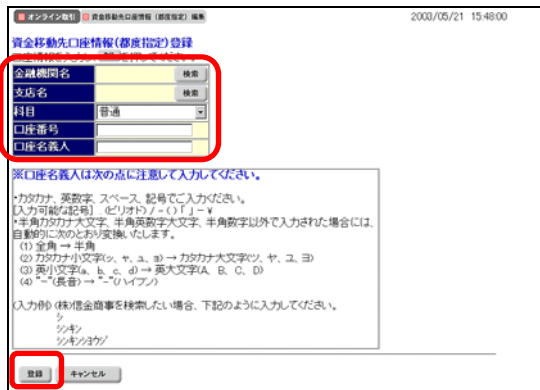 オンライン取引 資金移動先口座情報(都度指定)編集 2003/05/21 15:48:00
資金移動先口座情報(都度指定)登録
金融機関名 検索
支店名 検索
科目 普通
口座番号
口座名義人
※口座名義人は次の点に注意して入力してください。
・カタカナ、英数字、スペース、記号でご入力ください。
[入力可能な記号] .(ピリオド) / - ( ) 「 」 - ¥
・半角カタカナ大文字、半角英数字大文字、半角数字以外で入力された場合には、
自動的に次のとおり変換いたします。
(1) 全角 → 半角
(2) カタカナ小文字(ッ、ャ、ュ、ョ) → カタカナ大文字(ツ、ヤ、ユ、ヨ)
(3) 英小文字(a、b、c、d) → 英大文字(A、B、C、D)
(4) "ー"(長音) → "-"(ハイフン)
(入力例) (株)信金商事を検索したい場合、下記のように入力してください。
シ
シンキン
シンキンショウジ
登録 キャンセル